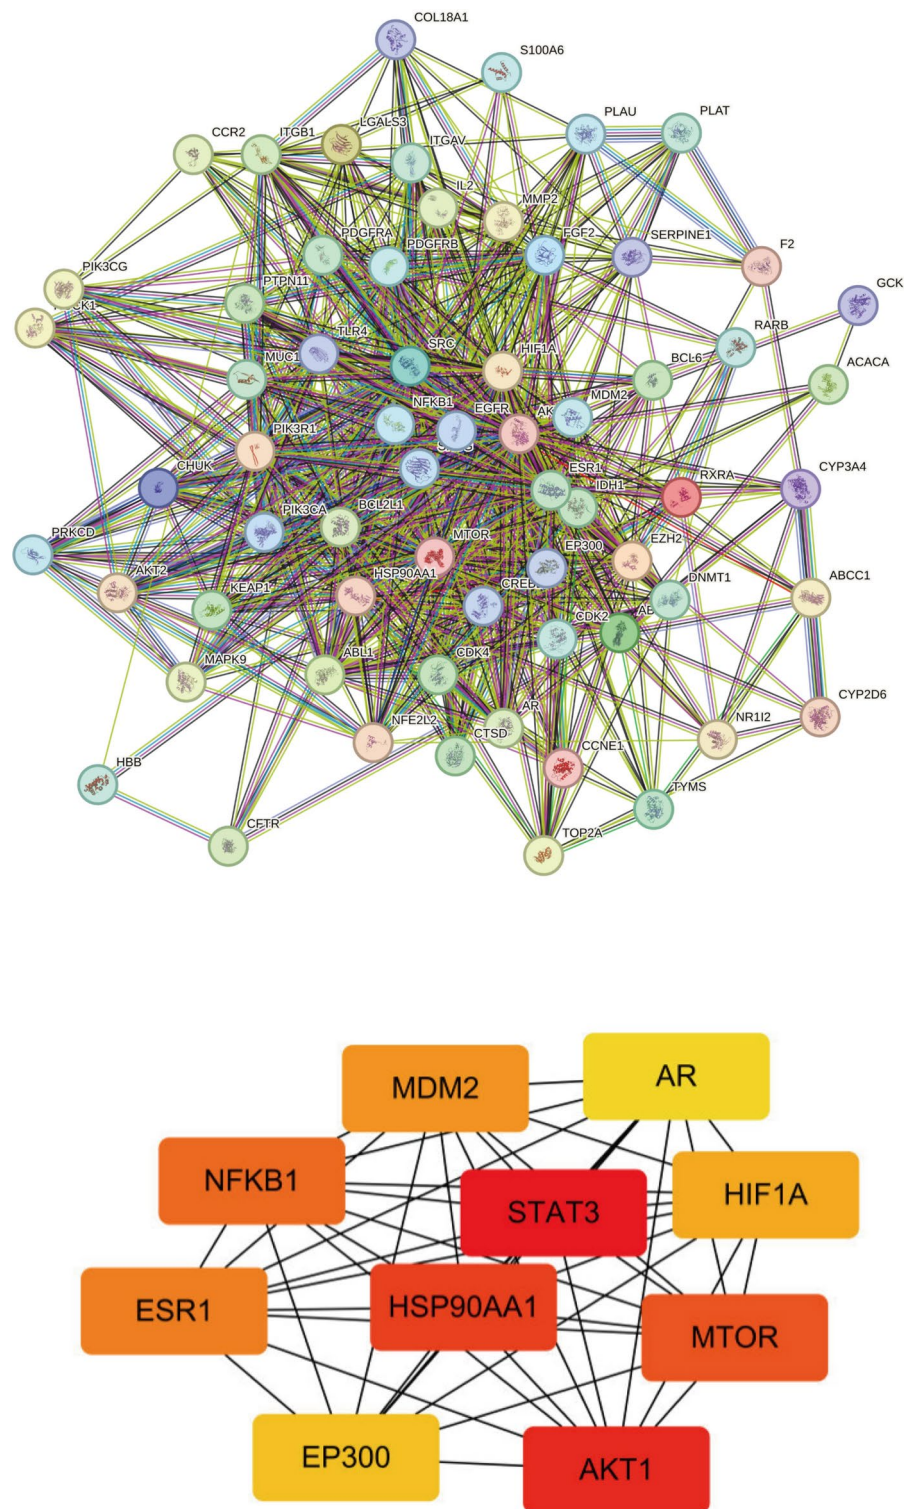 COL18A1
S100A6
PLAU
PLAT
CCR2
ITGB1
LGALS3
ITGAV
IL2
MMP2
PDGFRA
PDGFRB
FGF2
SERPINE1
F2
PIK3CG
PTPN11
GCK
TLR4
SRC
HIF1A
RARB
MUC1
BCL6
ACACA
NFKB1
EGFR
MDM2
PIK3R1
CHUK
ESR1
RXRA
CYP3A4
IDH1
PIK3CA
BCL2L1
PRKCD
MTOR
EP300
EZH2
AKT2
KEAP1
HSP90AA1
DNMT1
ABCC1
CDK2
MAPK9
ABL1
CDK4
CYP2D6
NFE2L2
AR
NR1I2
CTSD
HBB
CCNE1
TYMS
CFTR
TOP2A
MDM2
AR
NFKB1
STAT3
HIF1A
ESR1
HSP90AA1
MTOR
EP300
AKT1